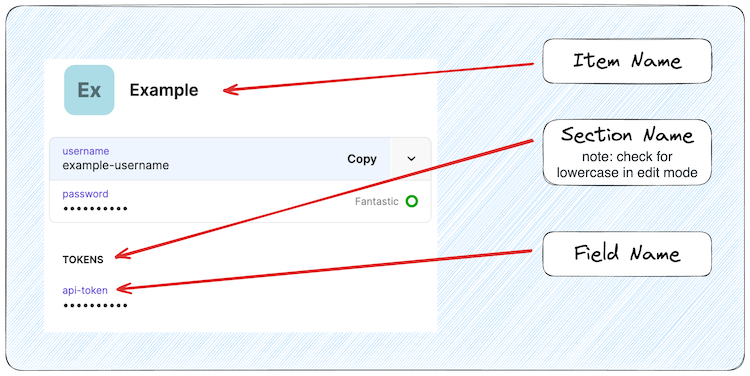 Ex
Example
username
example-username
Copy
password
••••••••••
Fantastic
TOKENS
api-token
••••••••••
Item Name
Section Name
note: check for
lowercase in edit mode
Field Name